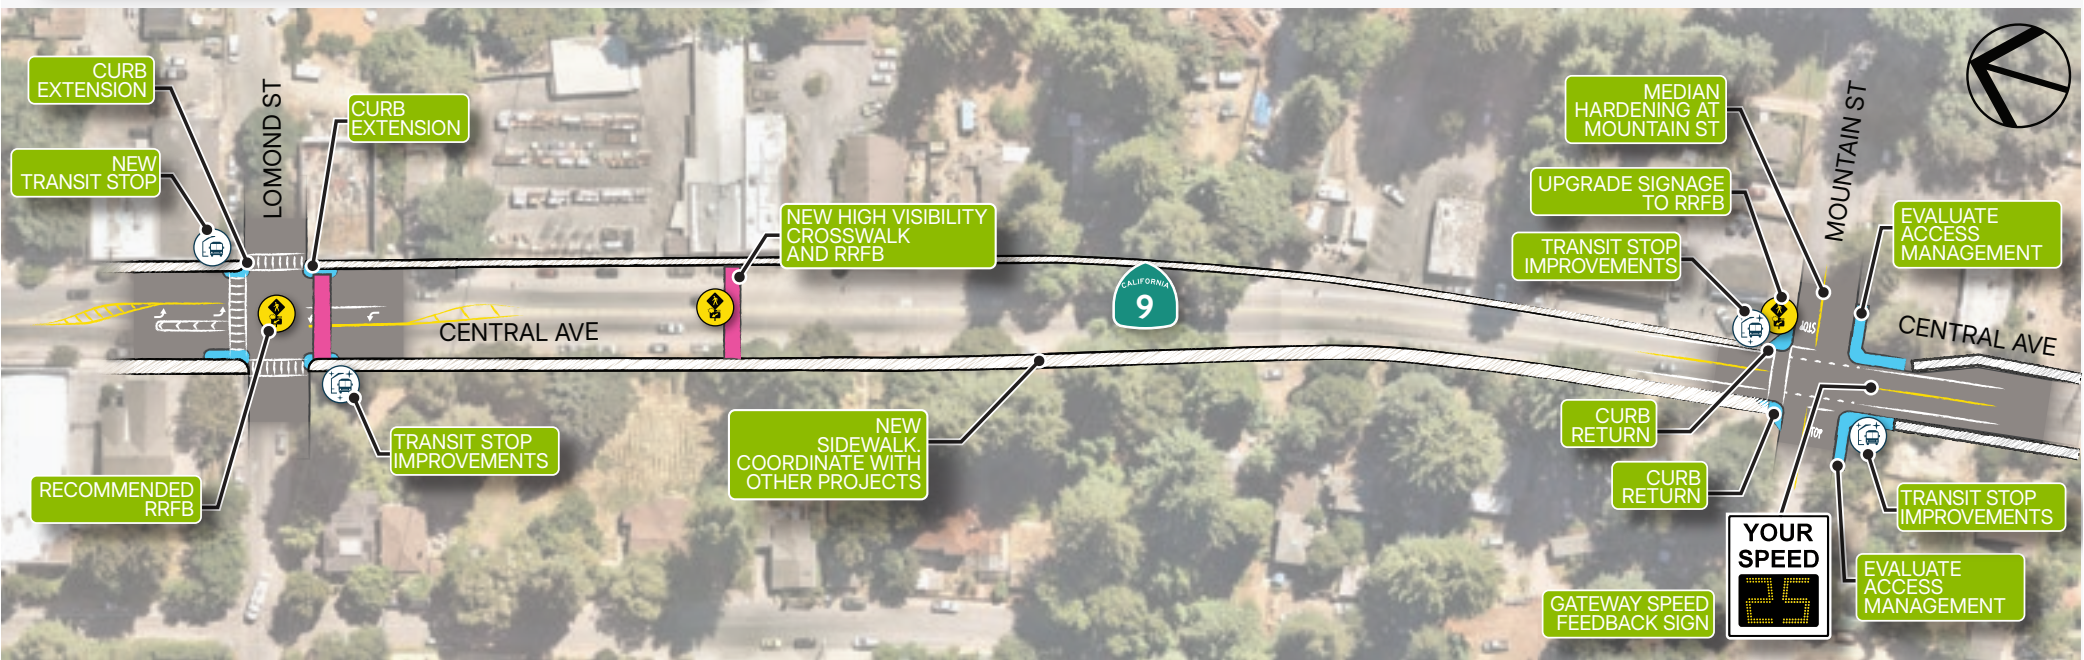 CURB
EXTENSION
NEW
TRANSIT STOP
LOMOND ST
CURB
EXTENSION
RECOMMENDED
RRFB
TRANSIT STOP
IMPROVEMENTS
CENTRAL AVE
NEW HIGH VISIBILITY
CROSSWALK
AND RRFB
NEW
SIDEWALK.
COORDINATE WITH
OTHER PROJECTS
CALIFORNIA
9
MEDIAN
HARDENING AT
MOUNTAIN ST
UPGRADE SIGNAGE
TO RRFB
TRANSIT STOP
IMPROVEMENTS
MOUNTAIN ST
EVALUATE
ACCESS
MANAGEMENT
CENTRAL AVE
STOP
STOP
CURB
RETURN
CURB
RETURN
YOUR
SPEED
25
GATEWAY SPEED
FEEDBACK SIGN
TRANSIT STOP
IMPROVEMENTS
EVALUATE
ACCESS
MANAGEMENT